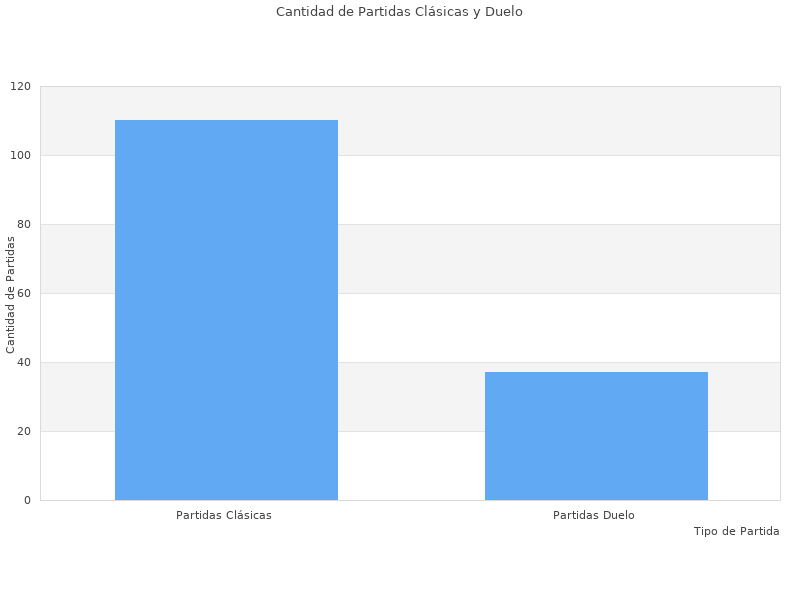 Cantidad de Partidas Clásicas y Duelo
120
100
80
60
40
20
0
Cantidad de Partidas
Partidas Clásicas
Partidas Duelo
Tipo de Partida